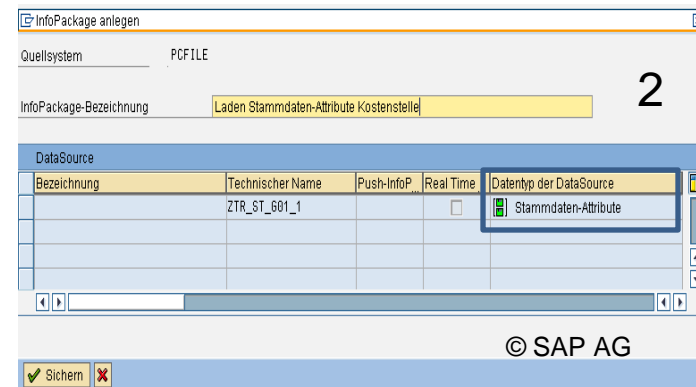 InfoPackage anlegen
Quellsystem PCFILE
2
InfoPackage-Bezeichnung Laden Stammdaten-Attribute Kostenstelle
DataSource
Bezeichnung Technischer Name Push-InfoP... Real Time... Datentyp der DataSource
ZTR_ST_601_1 Stammdaten-Attribute
© SAP AG
Sichern